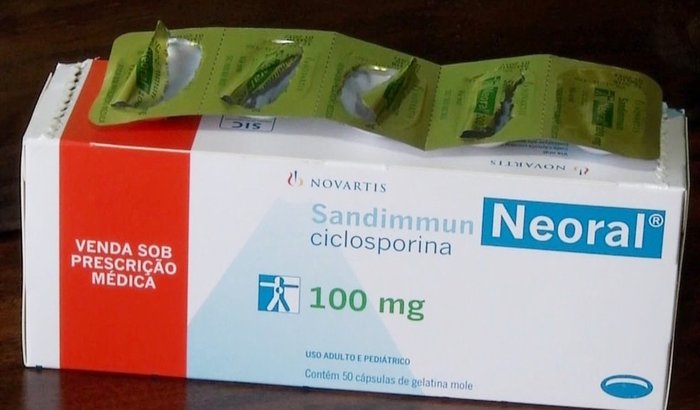 SIC
NOVARTIS
Sandimmun Neoral®
ciclosporina
100 mg
VENDA SOB
PRESCRIÇÃO
MÉDICA
USO ADULTO E PEDIÁTRICO
Contém 50 cápsulas de gelatina mole